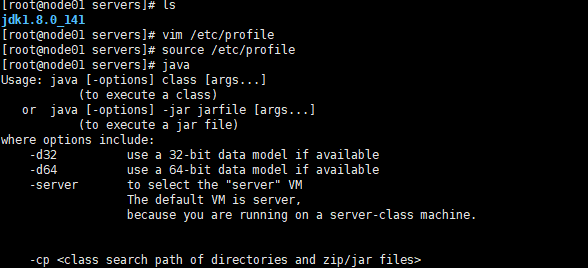 [root@node01 servers]# ls
jdk1.8.0_141
[root@node01 servers]# vim /etc/profile
[root@node01 servers]# source /etc/profile
[root@node01 servers]# java
Usage: java [-options] class [args...]
(to execute a class)
or java [-options] -jar jarfile [args...]
(to execute a jar file)
where options include:
-d32 use a 32-bit data model if available
-d64 use a 64-bit data model if available
-server to select the "server" VM
The default VM is server,
because you are running on a server-class machine.
-cp <class search path of directories and zip/jar files>